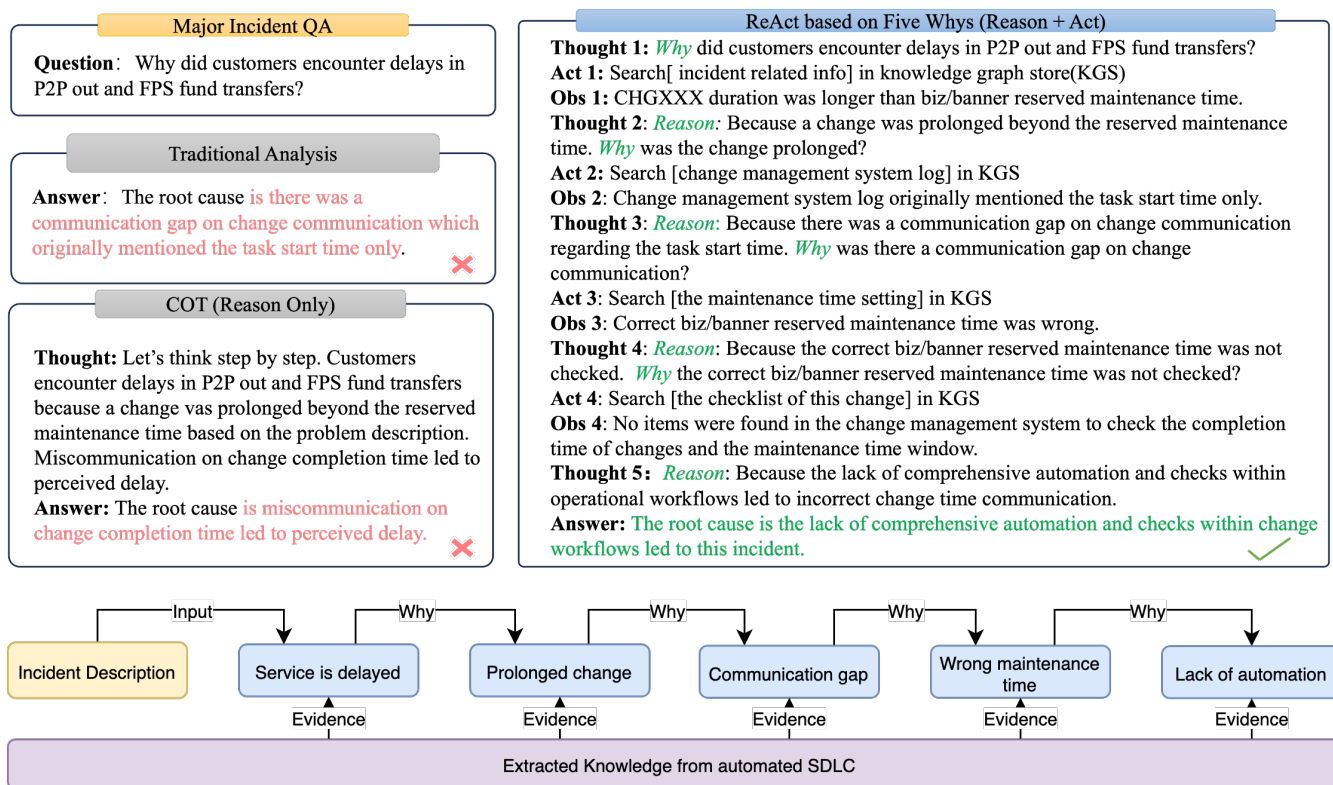 Major Incident QA
Question: Why did customers encounter delays in
P2P out and FPS fund transfers?
Traditional Analysis
Answer: The root cause is there was a
communication gap on change communication which
originally mentioned the task start time only.
COT (Reason Only)
Thought: Let's think step by step. Customers
encounter delays in P2P out and FPS fund transfers
because a change vas prolonged beyond the reserved
maintenance time based on the problem description.
Miscommunication on change completion time led to
perceived delay.
Answer: The root cause is miscommunication on
change completion time led to perceived delay.
ReAct based on Five Whys (Reason + Act)
Thought 1: Why did customers encounter delays in P2P out and FPS fund transfers?
Act 1: Search[ incident related info] in knowledge graph store(KGS)
Obs 1: CHGXXX duration was longer than biz/banner reserved maintenance time.
Thought 2: Reason: Because a change was prolonged beyond the reserved maintenance
time. Why was the change prolonged?
Act 2: Search [change management system log] in KGS
Obs 2: Change management system log originally mentioned the task start time only.
Thought 3: Reason: Because there was a communication gap on change communication
regarding the task start time. Why was there a communication gap on change
communication?
Act 3: Search [the maintenance time setting] in KGS
Obs 3: Correct biz/banner reserved maintenance time was wrong.
Thought 4: Reason: Because the correct biz/banner reserved maintenance time was not
checked. Why the correct biz/banner reserved maintenance time was not checked?
Act 4: Search [the checklist of this change] in KGS
Obs 4: No items were found in the change management system to check the completion
time of changes and the maintenance time window.
Thought 5: Reason: Because the lack of comprehensive automation and checks within
operational workflows led to incorrect change time communication.
Answer: The root cause is the lack of comprehensive automation and checks within change
workflows led to this incident.
Input
Why
Why
Why
Why
Incident Description
Service is delayed
Prolonged change
Communication gap
Wrong maintenance
time
Lack of automation
Evidence
Evidence
Evidence
Evidence
Evidence
Extracted Knowledge from automated SDLC